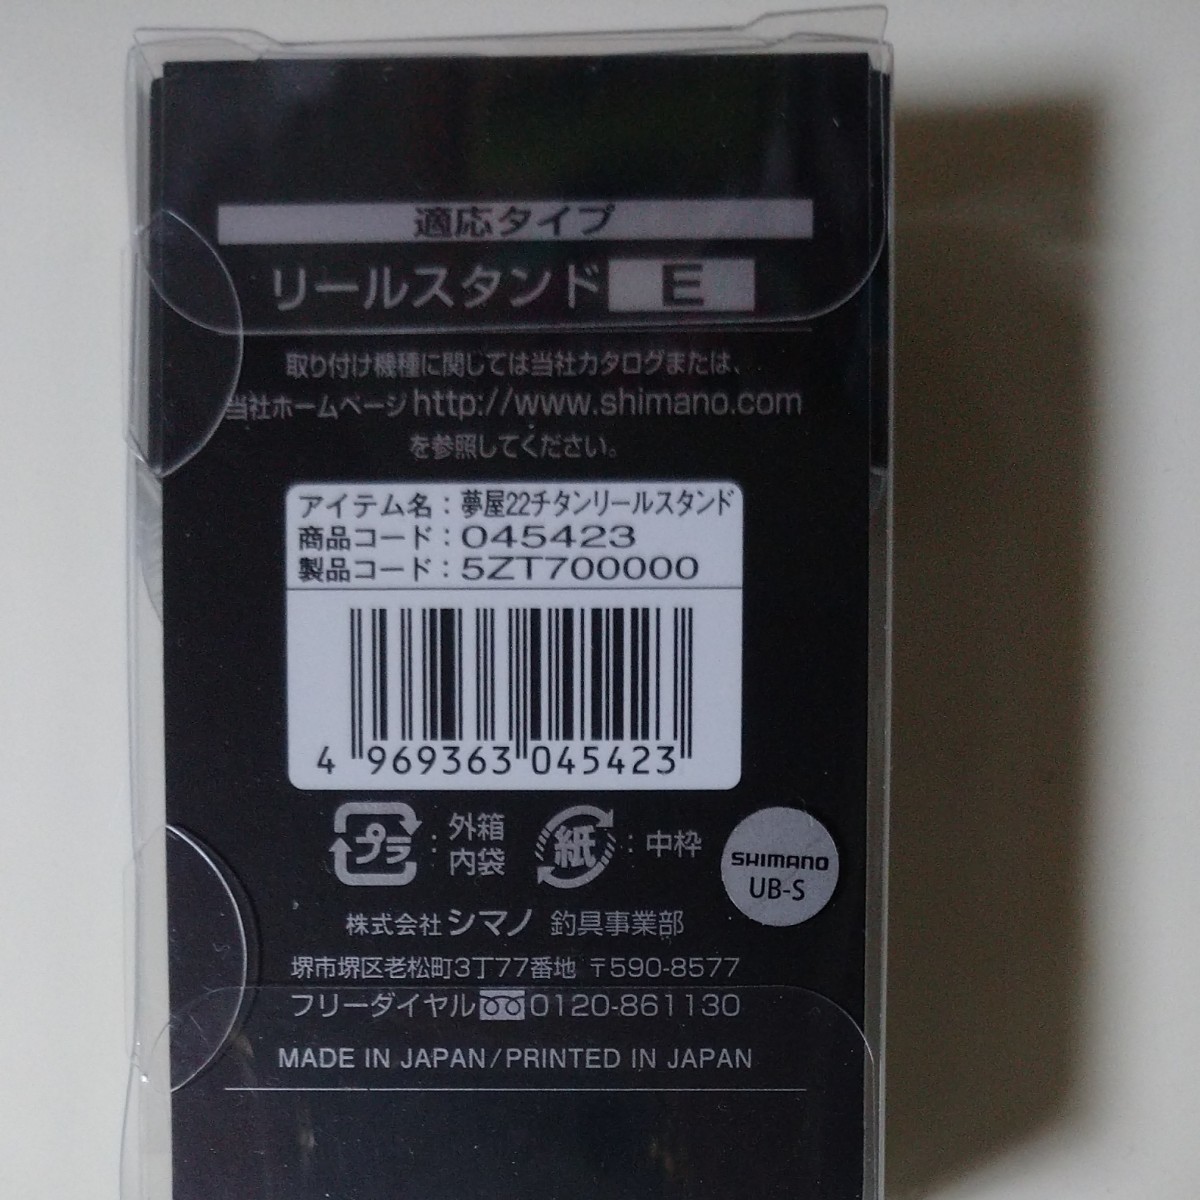 適応タイプ
リールスタンド E
取り付け機種に関しては当社カタログまたは、
当社ホームページhttp://www.shimano.com
を参照してください。
アイテム名：夢屋22チタンリールスタンド
商品コード：045423
製品コード：5ZT700000
4 969363 045423
プラ：外箱
内袋
紙：中枠
SHIMANO
UB-S
株式会社シマノ 釣具事業部
堺市堺区老松町3丁77番地 〒590-8577
フリーダイヤル 0120-861130
MADE IN JAPAN/PRINTED IN JAPAN